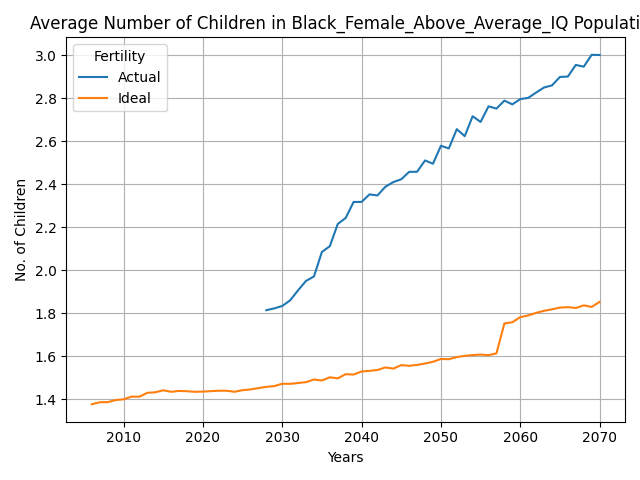 Average Number of Children in Black_Female_Above_Average_IQ Populati
Fertility
Actual
Ideal
No. of Children
3.0
2.8
2.6
2.4
2.2
2.0
1.8
1.6
1.4
2010 2020 2030 2040 2050 2060 2070
Years